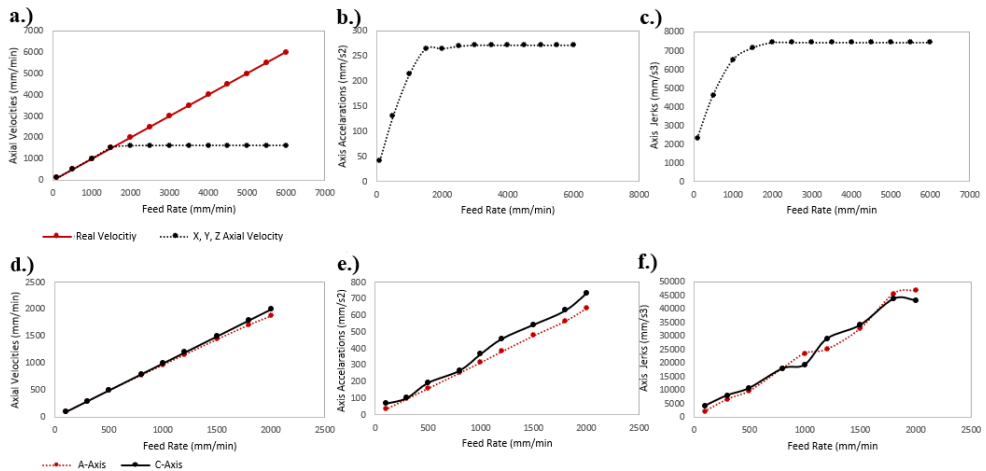 a.)
Axial Velocities (mm/min)
7000
6000
5000
4000
3000
2000
1000
0
0 1000 2000 3000 4000 5000 6000 7000
Feed Rate (mm/min)
Real Velocitiy X, Y, Z Axial Velocity
b.)
Axis Accelarations (mm/s2)
300
250
200
150
100
50
0
0 2000 4000 6000 8000
Feed Rate (mm/min)
c.)
Axis Jerks (mm/s3)
8000
7000
6000
5000
4000
3000
2000
1000
0
0 1000 2000 3000 4000 5000 6000 7000
Feed Rate (mm/min
d.)
Axial Velocities (mm/min)
2500
2000
1500
1000
500
0
0 500 1000 1500 2000 2500
Feed Rate (mm/min)
A-Axis C-Axis
e.)
Axis Accelarations (mm/s2)
800
700
600
500
400
300
200
100
0
0 500 1000 1500 2000 2500
Feed Rate (mm/min
f.)
Axis Jerks (mm/s3)
50000
45000
40000
35000
30000
25000
20000
15000
10000
5000
0
0 500 1000 1500 2000 2500
Feed Rate (mm/min